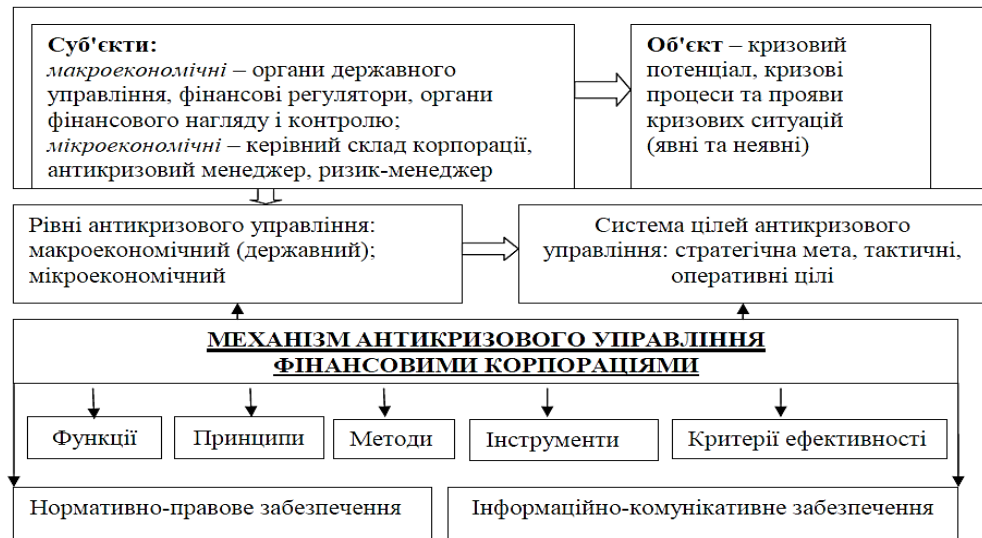 Суб'єкти:
макроекономічні – органи державного
управління, фінансові регулятори, органи
фінансового нагляду і контролю;
мікроекономічні – керівний склад корпорації,
антикризовий менеджер, ризик-менеджер
Об'єкт – кризовий
потенціал, кризові
процеси та прояви
кризових ситуацій
(явні та неявні)
Рівні антикризового управління:
макроекономічний (державний);
мікроекономічний
Система цілей антикризового
управління: стратегічна мета, тактичні,
оперативні цілі
МЕХАНІЗМ АНТИКРИЗОВОГО УПРАВЛІННЯ
ФІНАНСОВИМИ КОРПОРАЦІЯМИ
Функції
Принципи
Методи
Інструменти
Критерії ефективності
Нормативно-правове забезпечення
Інформаційно-комунікативне забезпечення